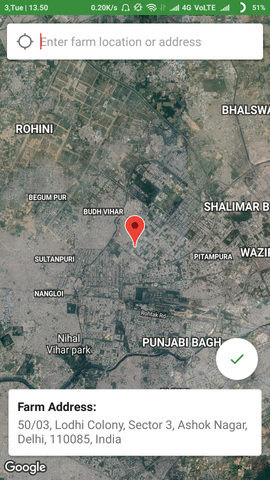 3,Tue | 13.50 0.20K/s 4G VoLTE 51%
Enter farm location or address
BHALSWA
ROHINI
BEGUM PUR
SHALIMAR B
BUDH VIHAR
SULTANPURI
PITAMPURA
WAZI
NANGLOI
Rohtak Rd
Nihal
Vihar park
PUNJABI BAGH
Farm Address:
50/03, Lodhi Colony, Sector 3, Ashok Nagar,
Delhi, 110085, India
Google